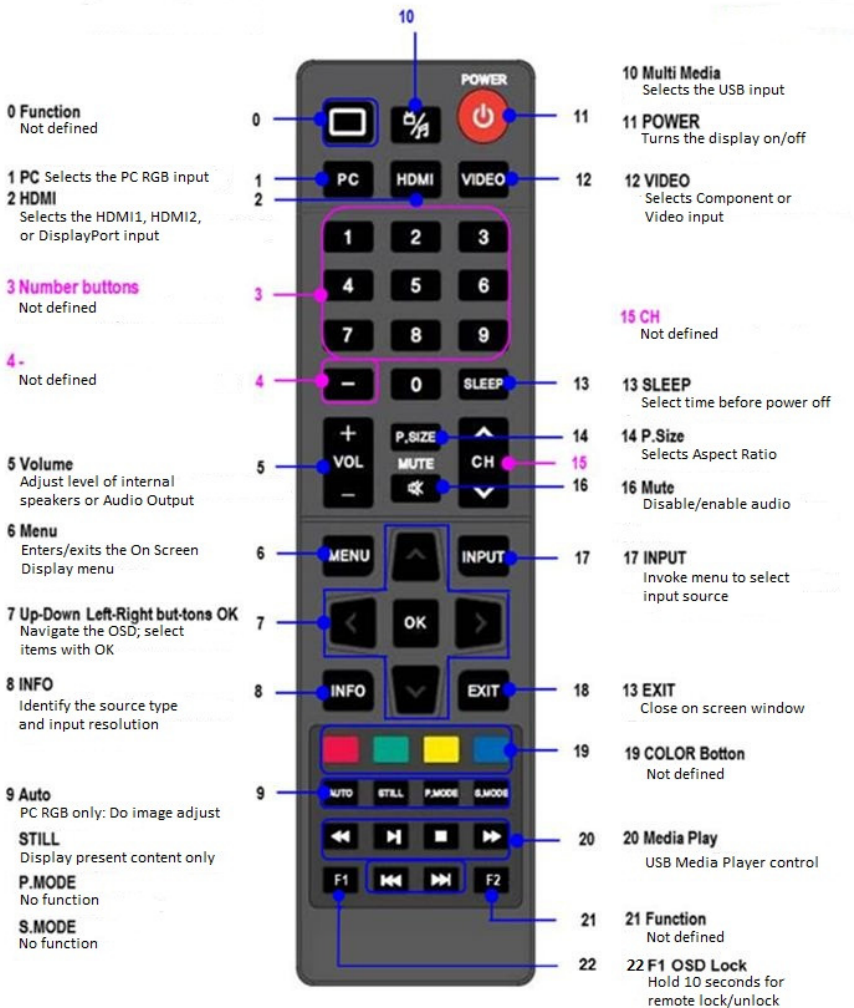 10
POWER
0 Function
Not defined
0
11
10 Multi Media
Selects the USB input
11 POWER
Turns the display on/off
1 PC Selects the PC RGB input
2 HDMI
Selects the HDMI1, HDMI2,
or DisplayPort input
1
2
PC
HDMI
VIDEO
12
12 VIDEO
Selects Component or
Video input
1
2
3
3 Number buttons
Not defined
3
4
5
6
7
8
9
15 CH
Not defined
4 -
Not defined
4
−
0
SLEEP
13
13 SLEEP
Select time before power off
+
VOL
−
P.SIZE
MUTE
CH
14
15
16
14 P.Size
Selects Aspect Ratio
5 Volume
Adjust level of internal
speakers or Audio Output
5
16 Mute
Disable/enable audio
6 Menu
Enters/exits the On Screen
Display menu
6
MENU
INPUT
17
17 INPUT
Invoke menu to select
input source
7 Up-Down Left-Right but-tons OK
Navigate the OSD; select
items with OK
7
OK
8 INFO
Identify the source type
and input resolution
8
INFO
EXIT
18
13 EXIT
Close on screen window
19
19 COLOR Botton
Not defined
9 Auto
PC RGB only: Do image adjust
9
AUTO
STILL
P.MODE
S.MODE
STILL
Display present content only
P.MODE
No function
S.MODE
No function
20
20 Media Play
USB Media Player control
F1
F2
21
21 Function
Not defined
22
22 F1 OSD Lock
Hold 10 seconds for
remote lock/unlock